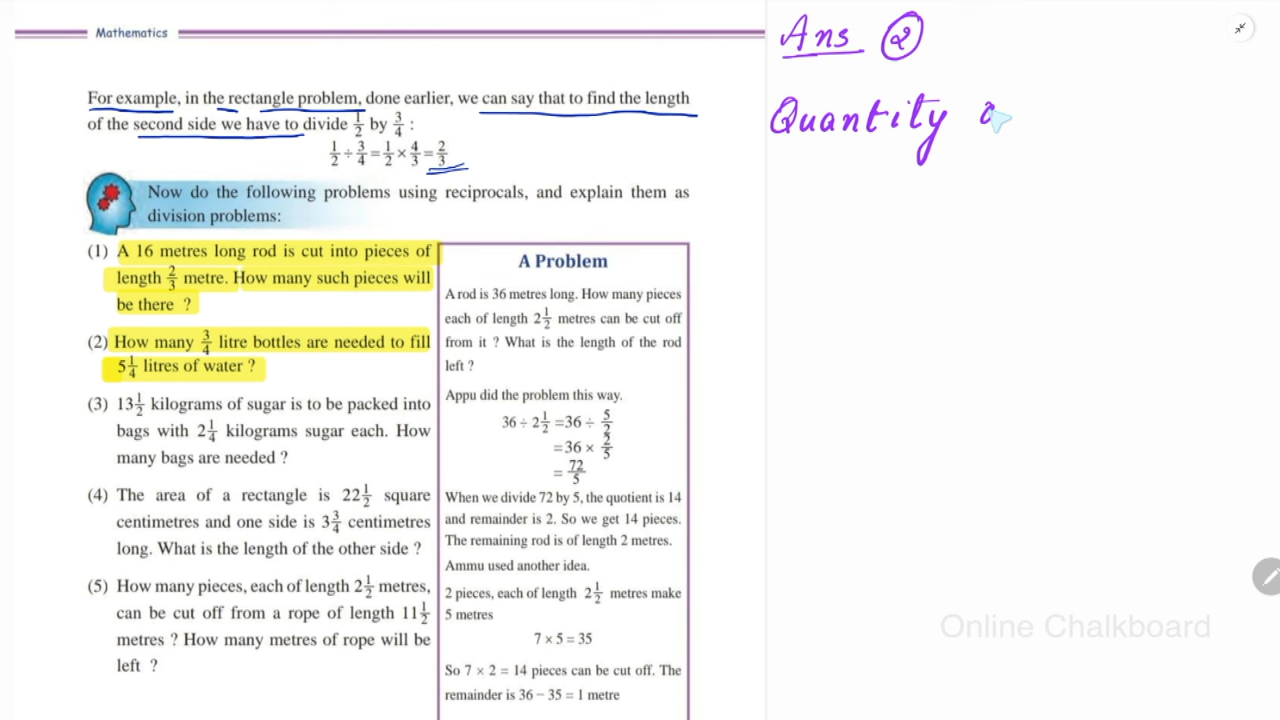 Mathematics
For example, in the rectangle problem, done earlier, we can say that to find the length
of the second side we have to divide 1/2 by 3/4 :
1/2 ÷ 3/4 = 1/2 × 4/3 = 2/3
Now do the following problems using reciprocals, and explain them as
division problems:
(1) A 16 metres long rod is cut into pieces of
length 2/3 metre. How many such pieces will
be there ?
(2) How many 3/4 litre bottles are needed to fill
5 1/4 litres of water ?
(3) 13 1/2 kilograms of sugar is to be packed into
bags with 2 1/4 kilograms sugar each. How
many bags are needed ?
(4) The area of a rectangle is 22 1/2 square
centimetres and one side is 3 3/4 centimetres
long. What is the length of the other side ?
(5) How many pieces, each of length 2 1/2 metres,
can be cut off from a rope of length 11 1/2
metres ? How many metres of rope will be
left ?
A Problem
A rod is 36 metres long. How many pieces
each of length 2 1/2 metres can be cut off
from it ? What is the length of the rod
left ?
Appu did the problem this way.
36 ÷ 2 1/2 = 36 ÷ 5/2
= 36 × 2/5
= 72/5
When we divide 72 by 5, the quotient is 14
and remainder is 2. So we get 14 pieces.
The remaining rod is of length 2 metres.
Ammu used another idea.
2 pieces, each of length 2 1/2 metres make
5 metres
7 × 5 = 35
So 7 × 2 = 14 pieces can be cut off. The
remainder is 36 − 35 = 1 metre
Ans 2
Quantity
Online Chalkboard